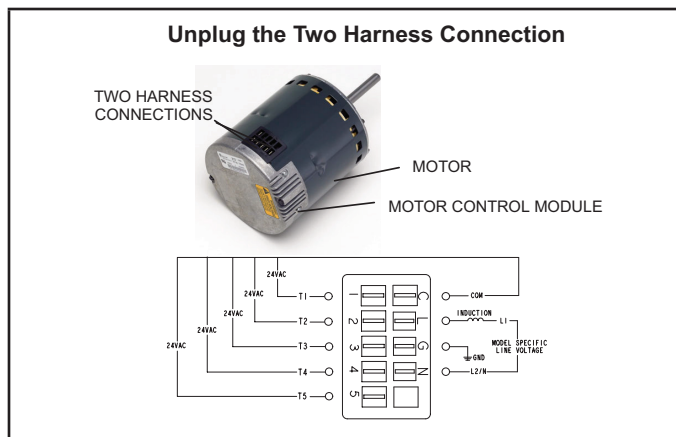 Unplug the Two Harness Connection
TWO HARNESS
CONNECTIONS
MOTOR
MOTOR CONTROL MODULE
24VAC
24VAC
24VAC
24VAC
24VAC
T1
T2
T3
T4
T5
1
2
3
4
5
C
L
G
N
COM
INDUCTION
L1
MODEL SPECIFIC
LINE VOLTAGE
GND
L2/N